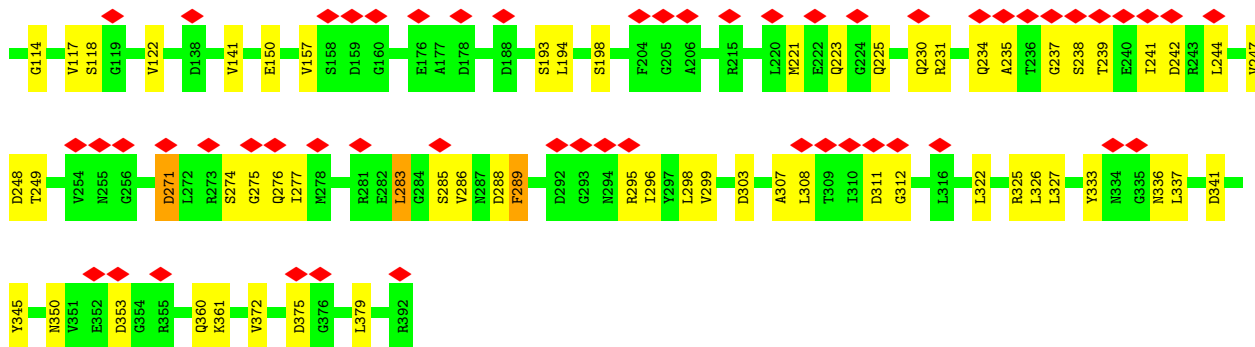 G114 V117 S118 G119 V122 D138 V141 E150 V157 S158 D159 G160 E176 A177 D178 D188 S193 L194 S198 F204 G205 A206 R215 L220 M221 E222 Q223 G224 Q225 Q230 R231 Q234 A235 T236 G237 S238 T239 E240 I241 D242 R243 L244
D248 T249 V254 N255 G256 D271 L272 R273 S274 G275 Q276 I277 M278 R281 E282 L283 G284 S285 V286 N287 D288 F289 D292 G293 N294 R295 I296 Y297 L298 V299 D303 A307 L308 T309 I310 D311 G312 L316 L322 R325 L326 L327 Y333 N334 G335 N336 L337 D341
Y345 N350 V351 E352 D353 G354 R355 Q360 K361 V372 D375 G376 L379 R392